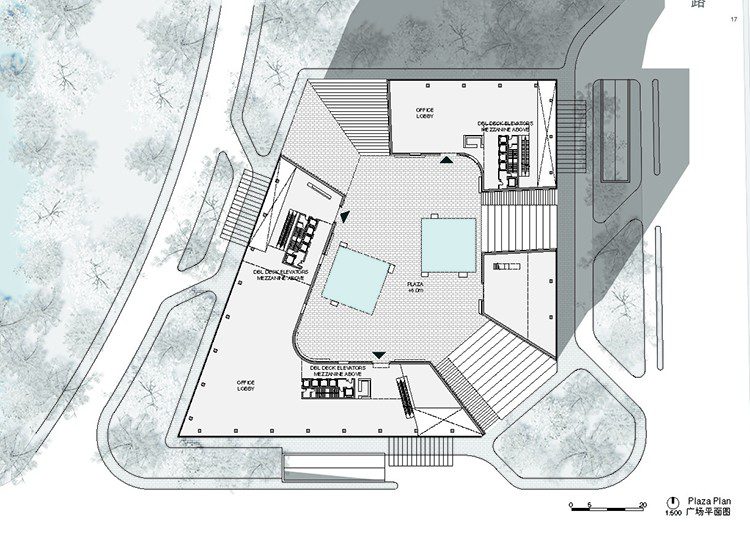 路
17
OFFICE
LOBBY
DBL DECK ELEVATORS
MEZZANINE ABOVE
DBL DECK ELEVATORS
MEZZANINE ABOVE
PLAZA
+6.0m
DBL DECK ELEVATORS
MEZZANINE ABOVE
OFFICE
LOBBY
0 5 20
Plaza Plan
1:500 广场平面图